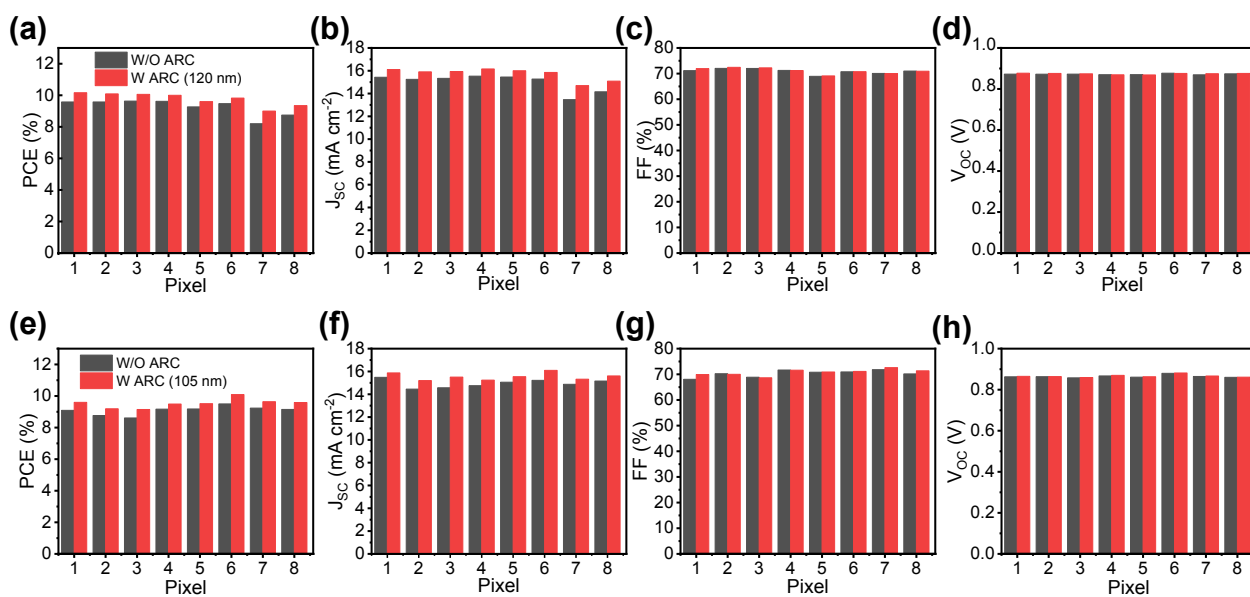 (a)
PCE (%)
12
10
8
6
4
2
0
W/O ARC
W ARC (120 nm)
1 2 3 4 5 6 7 8
Pixel
(b)
J_SC (mA cm^-2)
18
16
14
12
10
8
6
4
2
0
1 2 3 4 5 6 7 8
Pixel
(c)
FF (%)
80
70
60
50
40
30
20
10
0
1 2 3 4 5 6 7 8
Pixel
(d)
V_OC (V)
1.0
0.8
0.6
0.4
0.2
0.0
1 2 3 4 5 6 7 8
Pixel
(e)
PCE (%)
12
10
8
6
4
2
0
W/O ARC
W ARC (105 nm)
1 2 3 4 5 6 7 8
Pixel
(f)
J_SC (mA cm^-2)
18
16
14
12
10
8
6
4
2
0
1 2 3 4 5 6 7 8
Pixel
(g)
FF (%)
80
70
60
50
40
30
20
10
0
1 2 3 4 5 6 7 8
Pixel
(h)
V_OC (V)
1.0
0.8
0.6
0.4
0.2
0.0
1 2 3 4 5 6 7 8
Pixel